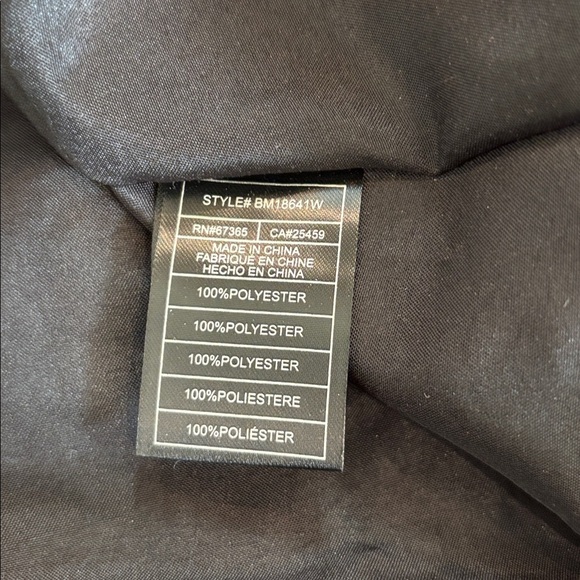 STYLE# BM18641W
RN#67365 CA#25459
MADE IN CHINA
FABRIQUÉ EN CHINE
HECHO EN CHINA
100%POLYESTER
100%POLYESTER
100%POLYESTER
100%POLIESTERE
100%POLIÉSTER